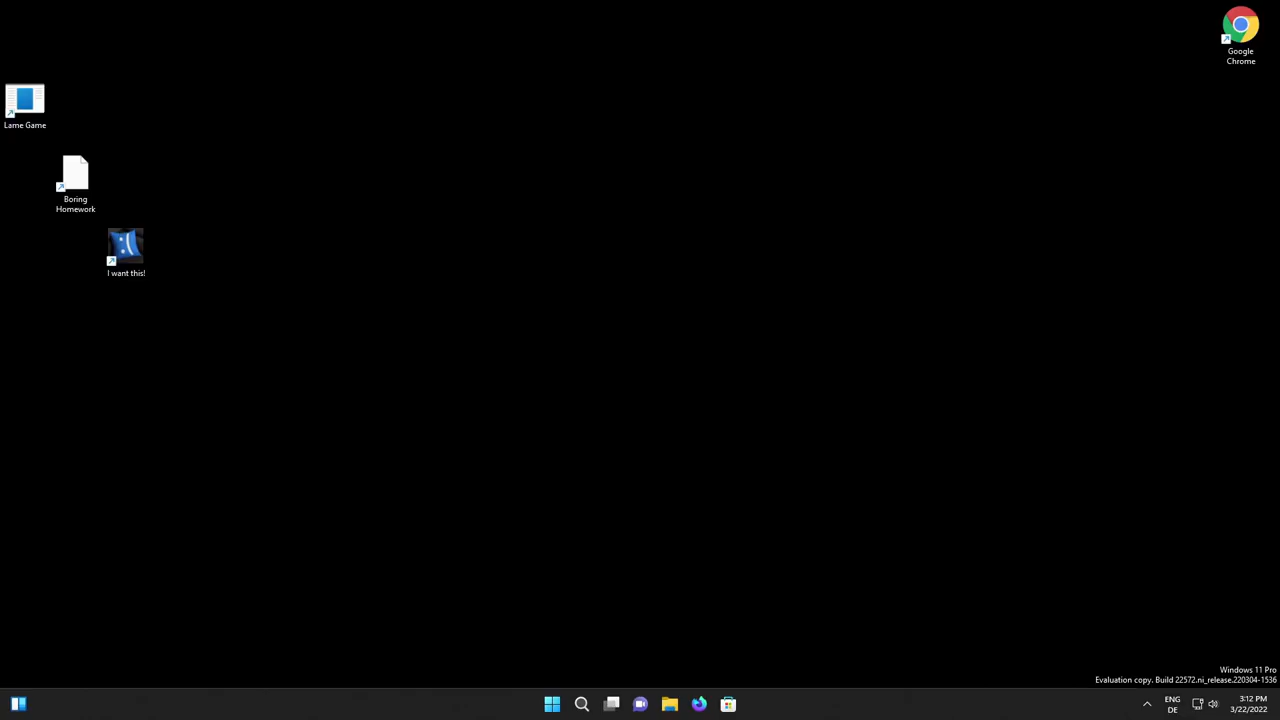 Google
Chrome
Lame Game
Boring
Homework
I want this!
Windows 11 Pro
Evaluation copy. Build 22572.ni_release.220304-1536
ENG
DE
3:12 PM
3/22/2022